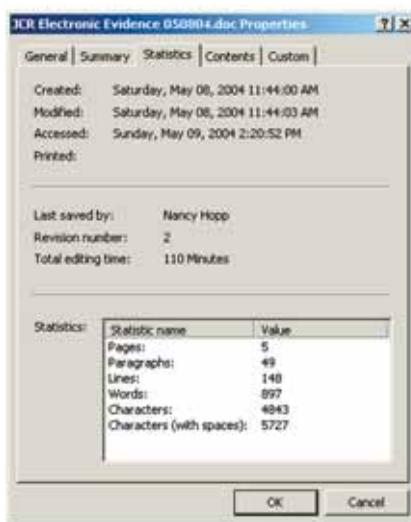 JCR Electronic Evidence 050804.doc Properties ? X
General Summary Statistics Contents Custom
Created: Saturday, May 08, 2004 11:44:00 AM
Modified: Saturday, May 08, 2004 11:44:03 AM
Accessed: Sunday, May 09, 2004 2:20:52 PM
Printed:
Last saved by: Nancy Hopp
Revision number: 2
Total editing time: 110 Minutes
Statistics: Statistic name Value
Pages: 5
Paragraphs: 49
Lines: 148
Words: 897
Characters: 4843
Characters (with spaces): 5727
OK Cancel